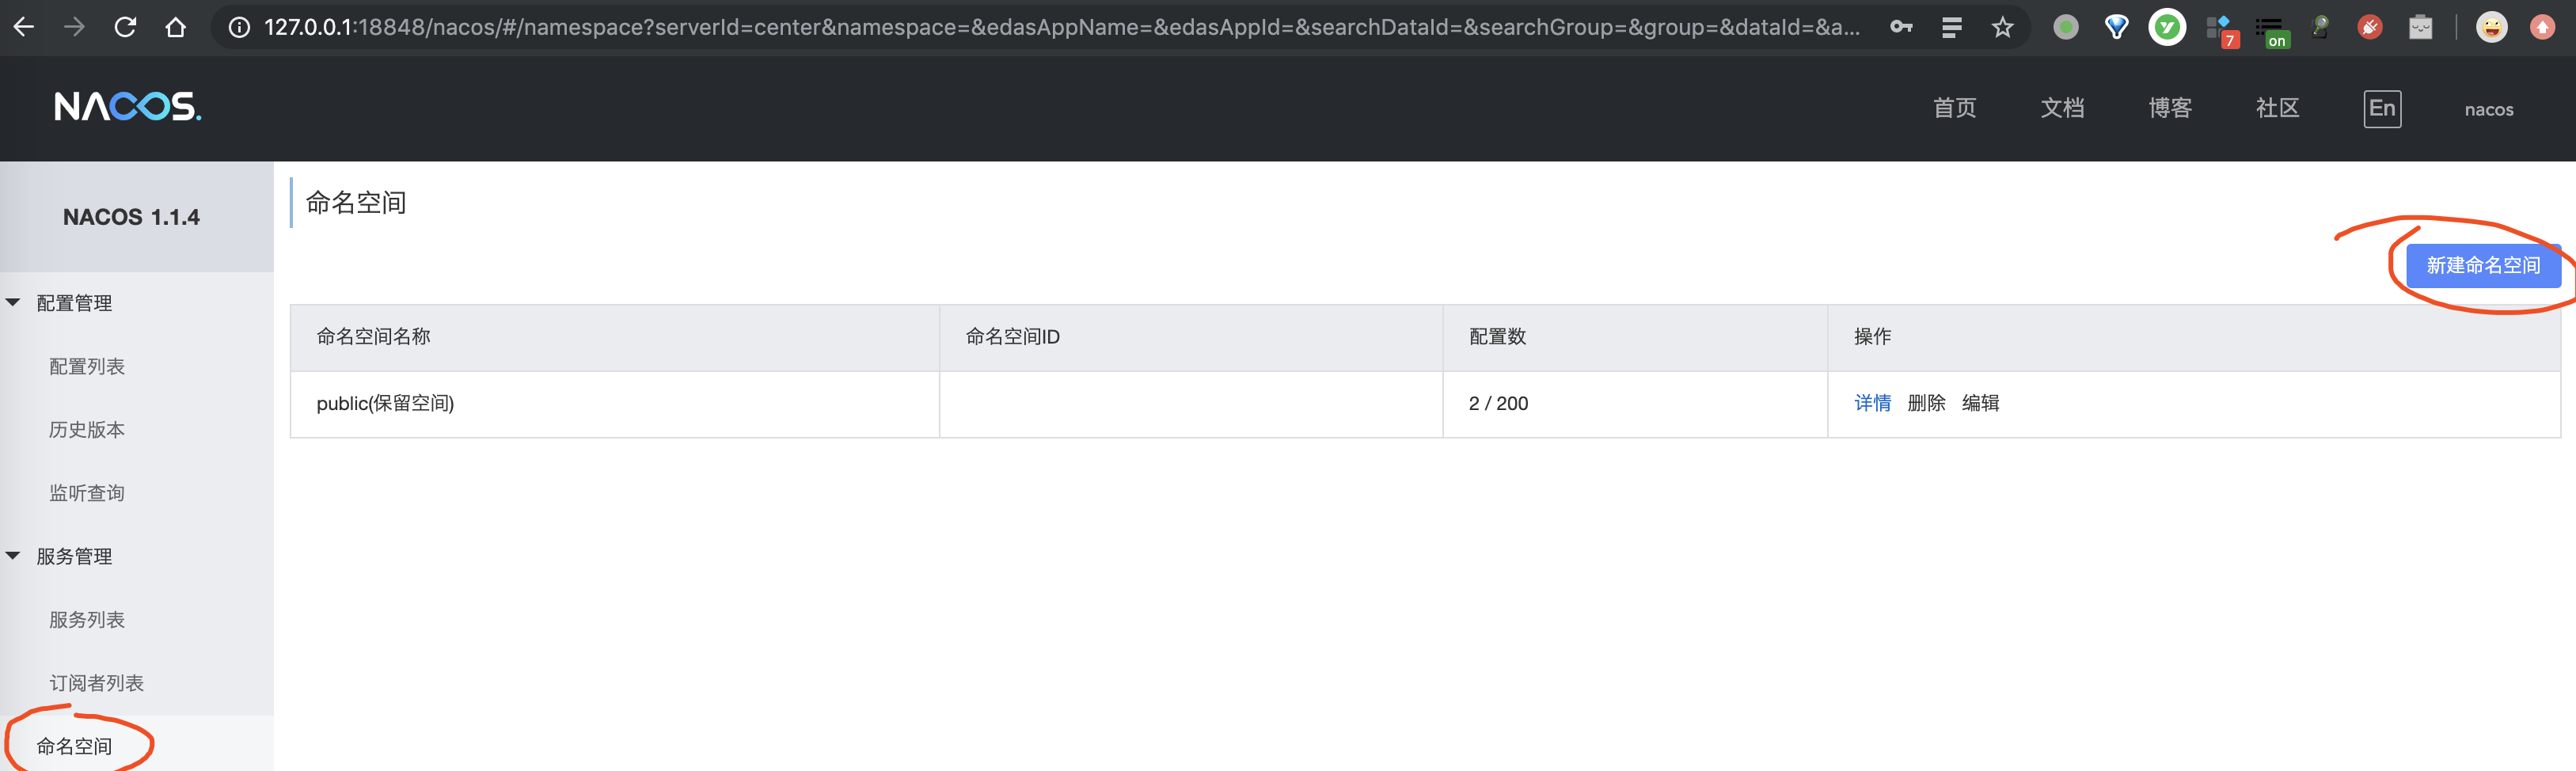 127.0.0.1:18848/nacos/#/namespace?serverId=center&namespace=&edasAppName=&edasAppId=&searchDataId=&searchGroup=&group=&dataId=&a...
7
on
NACOS.
首页
文档
博客
社区
En
nacos
NACOS 1.1.4
配置管理
配置列表
历史版本
监听查询
服务管理
服务列表
订阅者列表
命名空间
命名空间
新建命名空间
命名空间名称 命名空间ID 配置数 操作
public(保留空间) 2 / 200 详情 删除 编辑